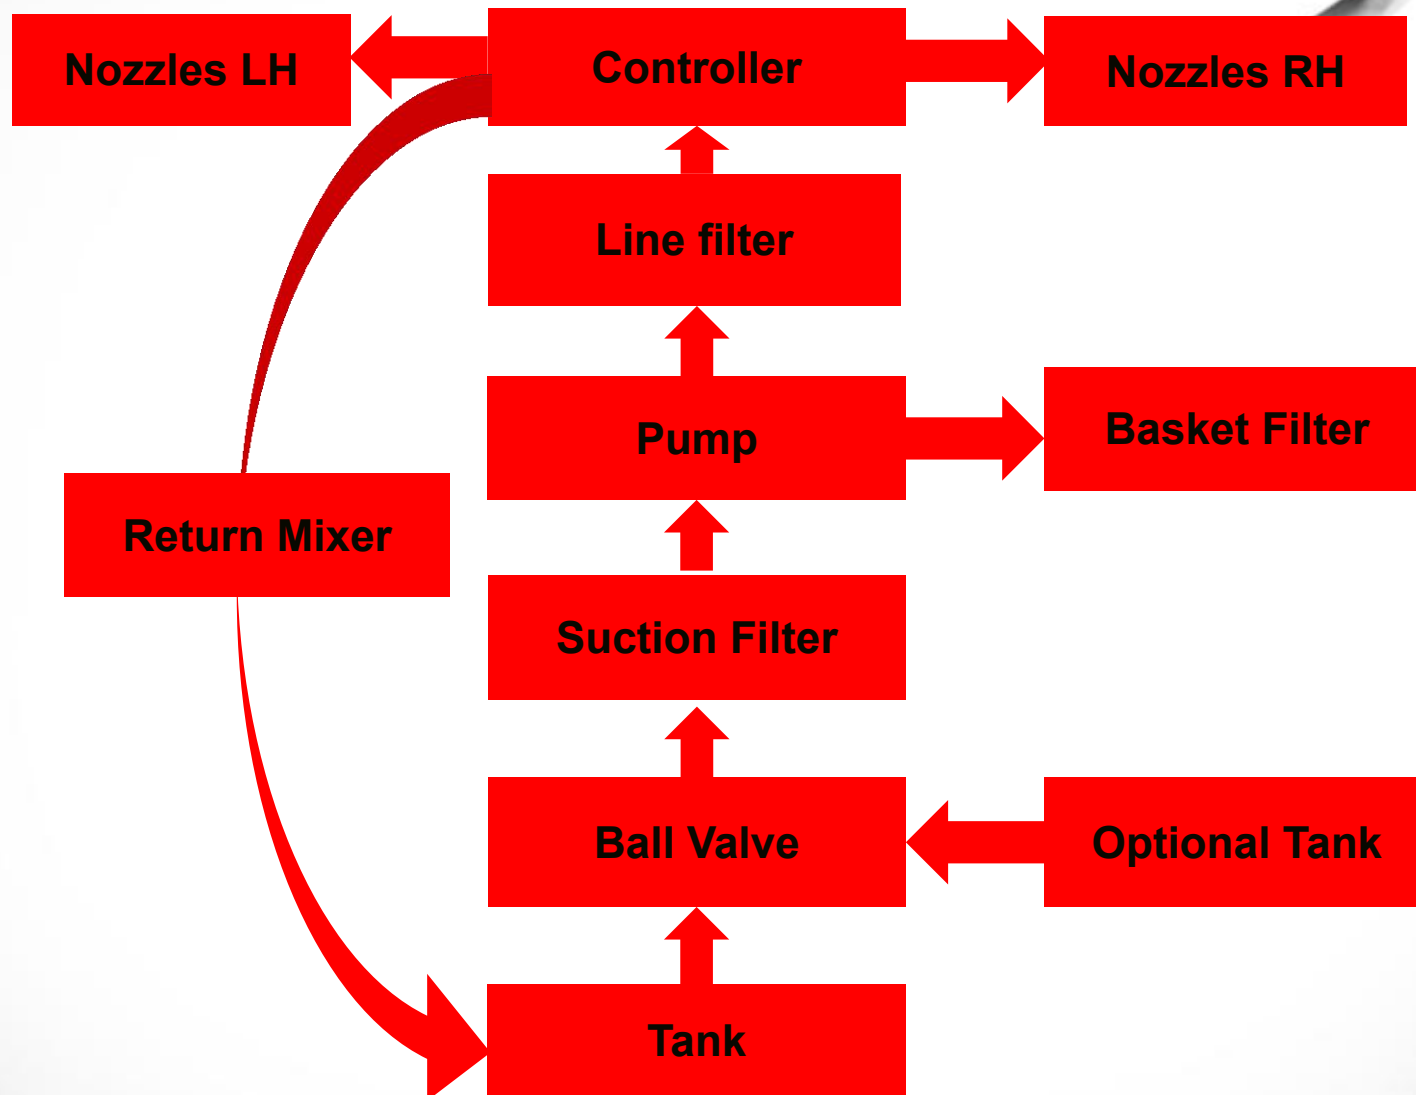 Nozzles LH
Controller
Nozzles RH
Line filter
Pump
Basket Filter
Return Mixer
Suction Filter
Ball Valve
Optional Tank
Tank